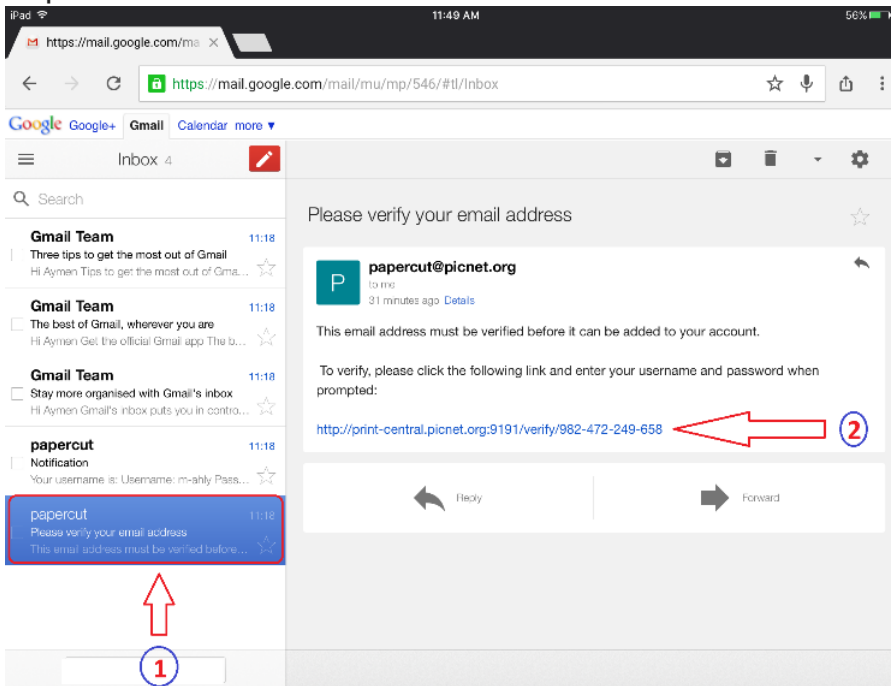 iPad
11:49 AM
56%
https://mail.google.com/ma
https://mail.google.com/mail/mu/mp/546/#tl/Inbox
Google Google+ Gmail Calendar more ▼
Inbox 4
Search
Gmail Team 11:18
Three tips to get the most out of Gmail
Hi Aymen Tips to get the most out of Gma...
Gmail Team 11:18
The best of Gmail, wherever you are
Hi Aymen Get the official Gmail app The b...
Gmail Team 11:18
Stay more organised with Gmail's inbox
Hi Aymen Gmail's inbox puts you in contro...
papercut 11:18
Notification
Your username is: Username: m-ahly Pass...
papercut 11:18
Please verify your email address
This email address must be verified before...
1
Please verify your email address
P
papercut@picnet.org
to me
31 minutes ago Details
This email address must be verified before it can be added to your account.
To verify, please click the following link and enter your username and password when
prompted:
http://print-central.picnet.org:9191/verify/982-472-249-658
2
Reply
Forward